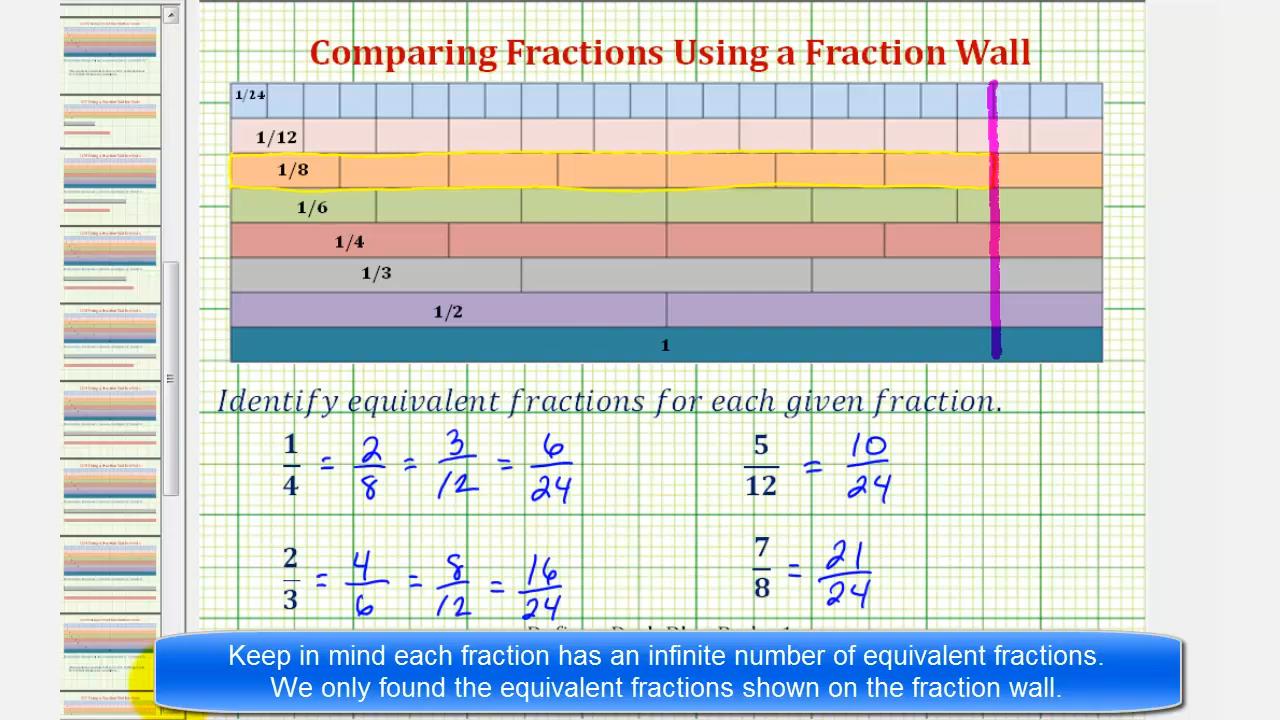 Comparing Fractions Using a Fraction Wall
1/24
1/12
1/8
1/6
1/4
1/3
1/2
1
Identify equivalent fractions for each given fraction.
1/4 = 2/8 = 3/12 = 6/24
5/12 = 10/24
2/3 = 4/6 = 8/12 = 16/24
7/8 = 21/24
Keep in mind each fraction has an infinite number of equivalent fractions.
We only found the equivalent fractions shown on the fraction wall.